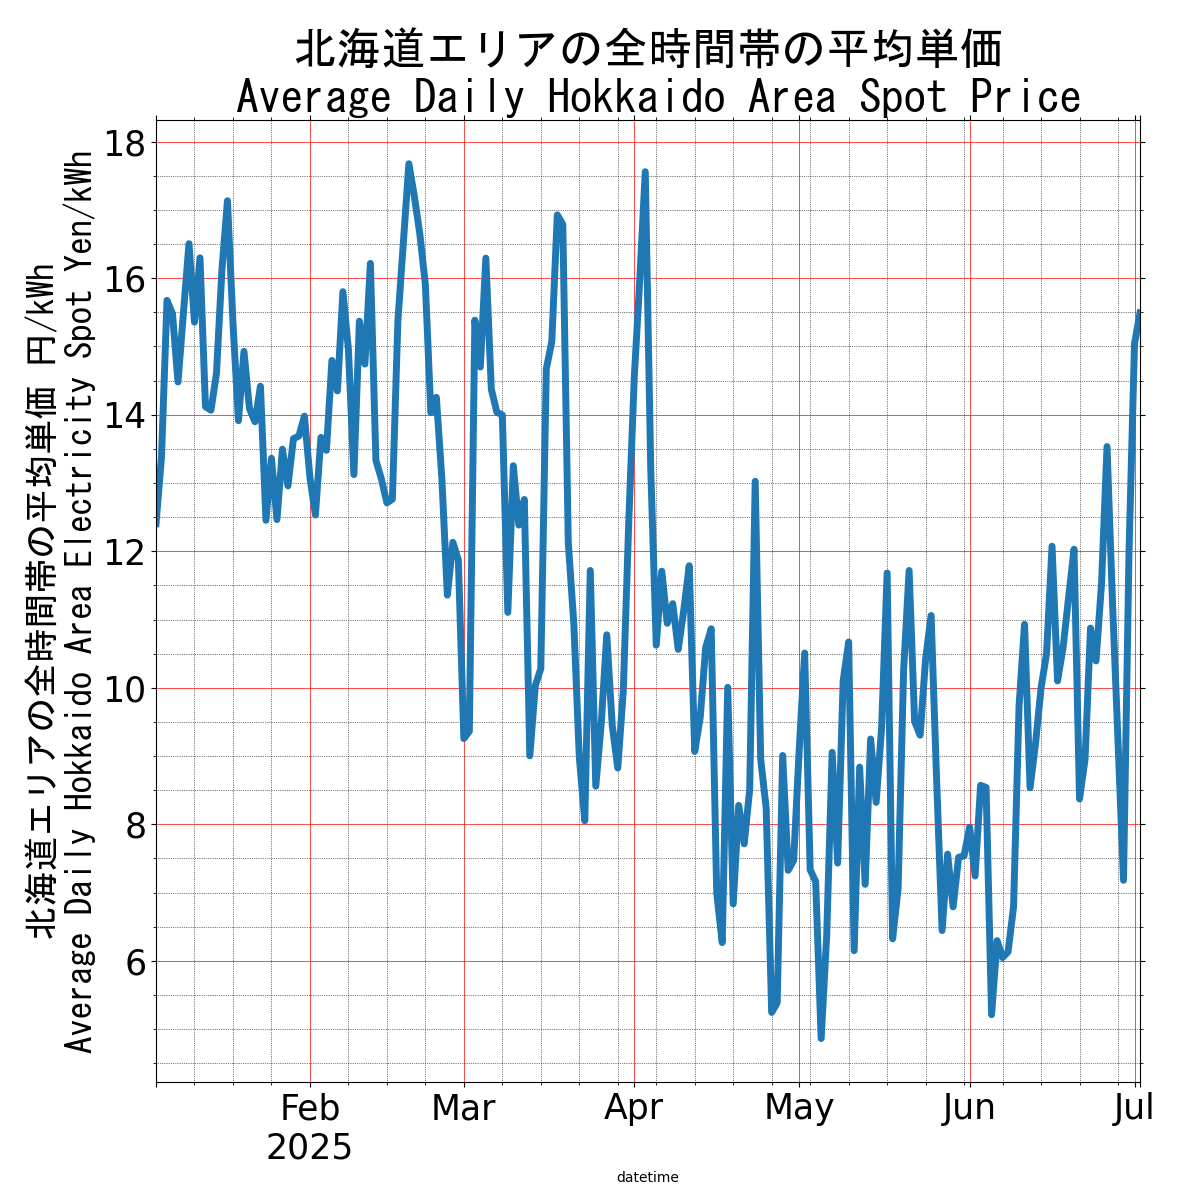 北海道エリアの全時間帯の平均単価
Average Daily Hokkaido Area Spot Price
北海道エリアの全時間帯の平均単価 円/kWh
Average Daily Hokkaido Area Electricity Spot Yen/kWh
18
16
14
12
10
8
6
Feb
2025
Mar
Apr
May
Jun
Jul
datetime